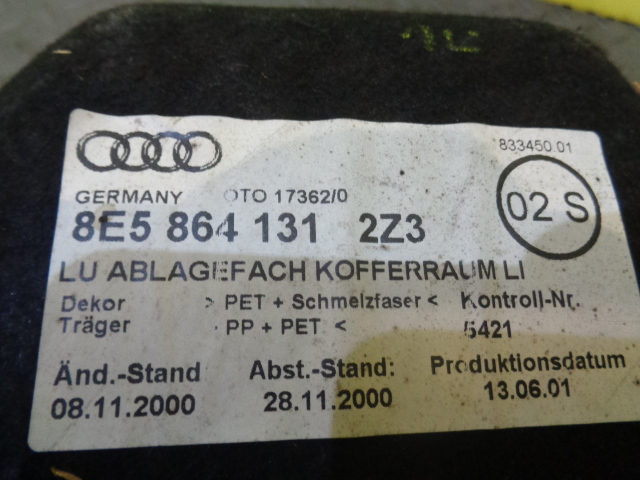 833450.01
GERMANY OTO 17362/0
02 S
8E5 864 131 2Z3
LU ABLAGEFACH KOFFERRAUM LI
Dekor > PET + Schmelzfaser < Kontroll-Nr.
Träger . PP + PET < 5421
Änd.-Stand Abst.-Stand: Produktionsdatum
08.11.2000 28.11.2000 13.06.01